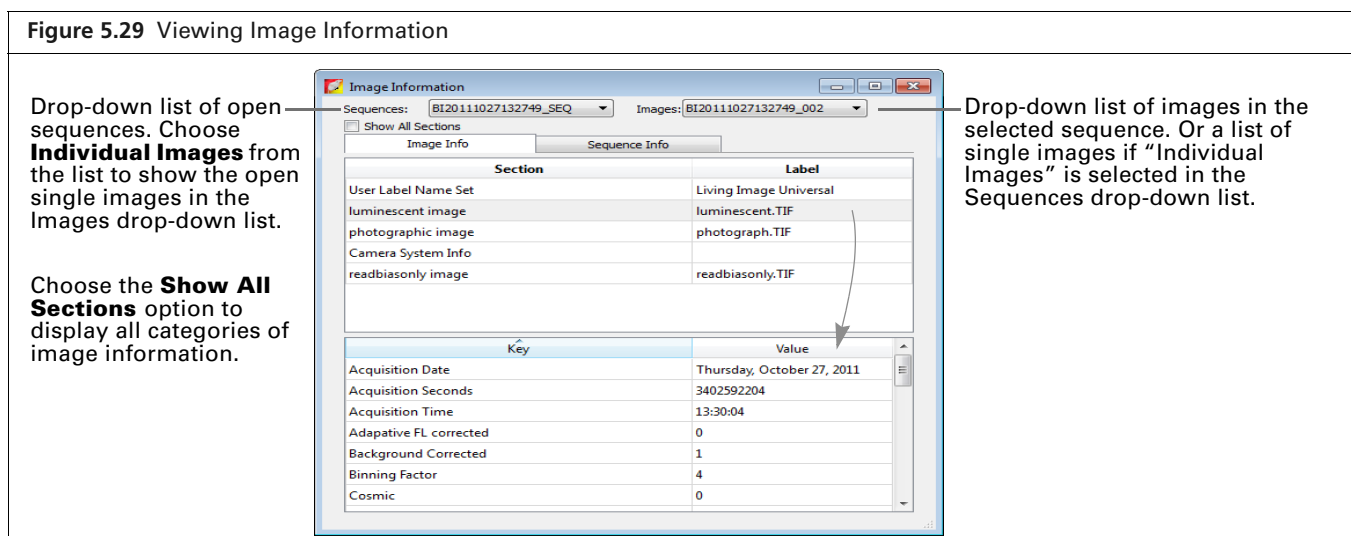 Figure 5.29 Viewing Image Information
Drop-down list of open
sequences. Choose
Individual Images from
the list to show the open
single images in the
Images drop-down list.
Choose the Show All
Sections option to
display all categories of
image information.
Image Information
Sequences: BI20111027132749_SEQ Images: BI20111027132749_002
Show All Sections
Image Info Sequence Info
Section Label
User Label Name Set Living Image Universal
luminescent image luminescent.TIF
photographic image photograph.TIF
Camera System Info
readbiasonly image readbiasonly.TIF
Key Value
Acquisition Date Thursday, October 27, 2011
Acquisition Seconds 3402592204
Acquisition Time 13:30:04
Adapative FL corrected 0
Background Corrected 1
Binning Factor 4
Cosmic 0
Drop-down list of images in the
selected sequence. Or a list of
single images if “Individual
Images” is selected in the
Sequences drop-down list.